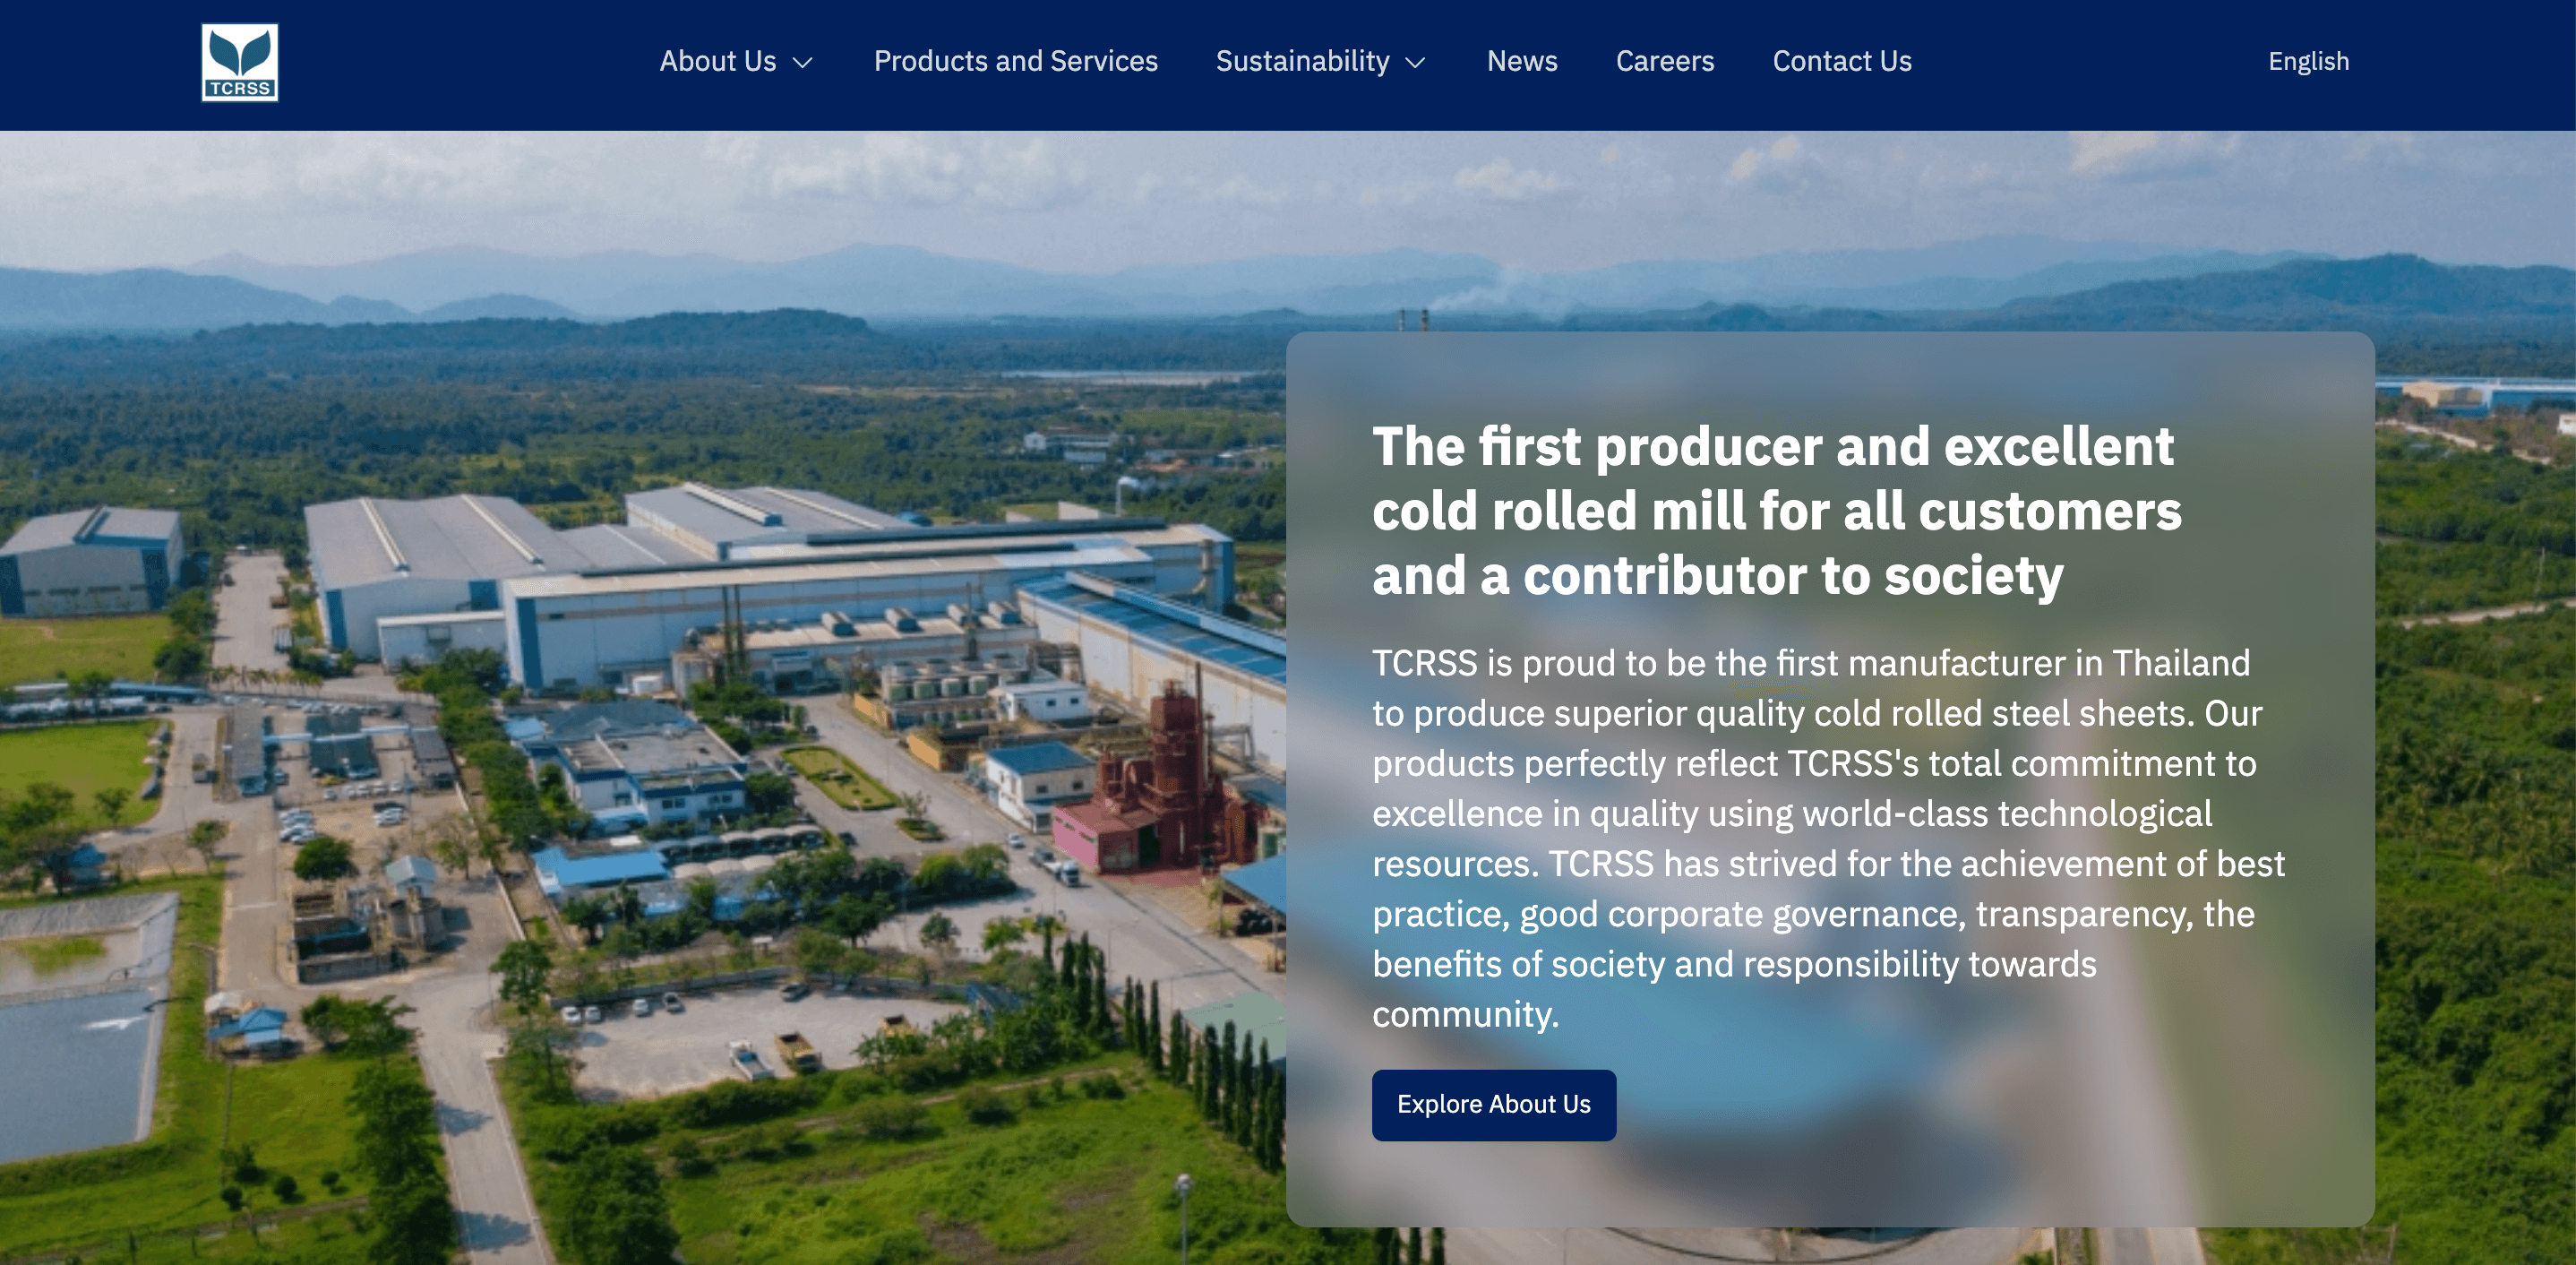 TCRSS
About Us
Products and Services
Sustainability
News
Careers
Contact Us
English
The first producer and excellent
cold rolled mill for all customers
and a contributor to society
TCRSS is proud to be the first manufacturer in Thailand
to produce superior quality cold rolled steel sheets. Our
products perfectly reflect TCRSS's total commitment to
excellence in quality using world-class technological
resources. TCRSS has strived for the achievement of best
practice, good corporate governance, transparency, the
benefits of society and responsibility towards
community.
Explore About Us